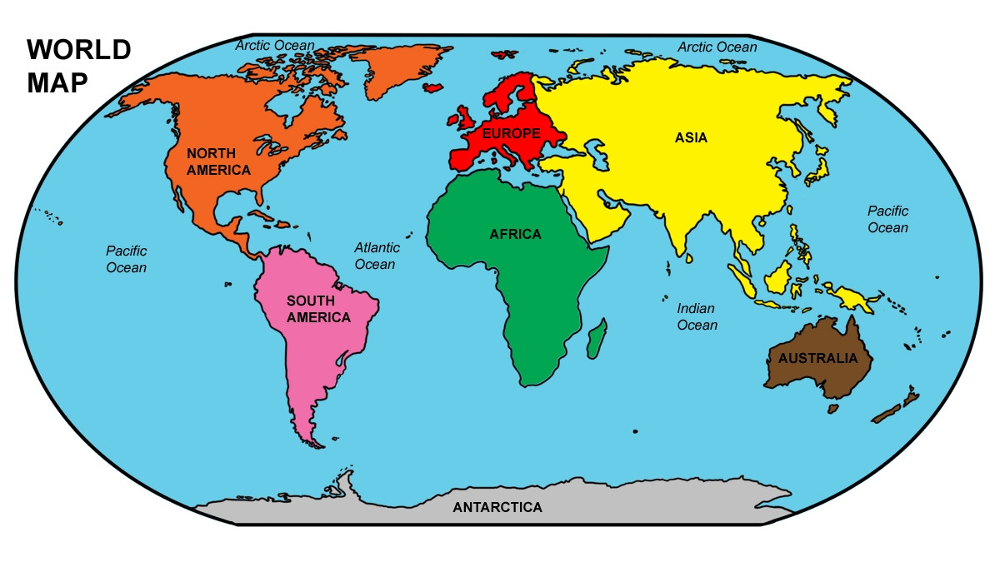 WORLD
MAP
Arctic Ocean
Arctic Ocean
EUROPE
ASIA
NORTH
AMERICA
AFRICA
Pacific
Ocean
Pacific
Ocean
Atlantic
Ocean
SOUTH
AMERICA
Indian
Ocean
AUSTRALIA
ANTARCTICA